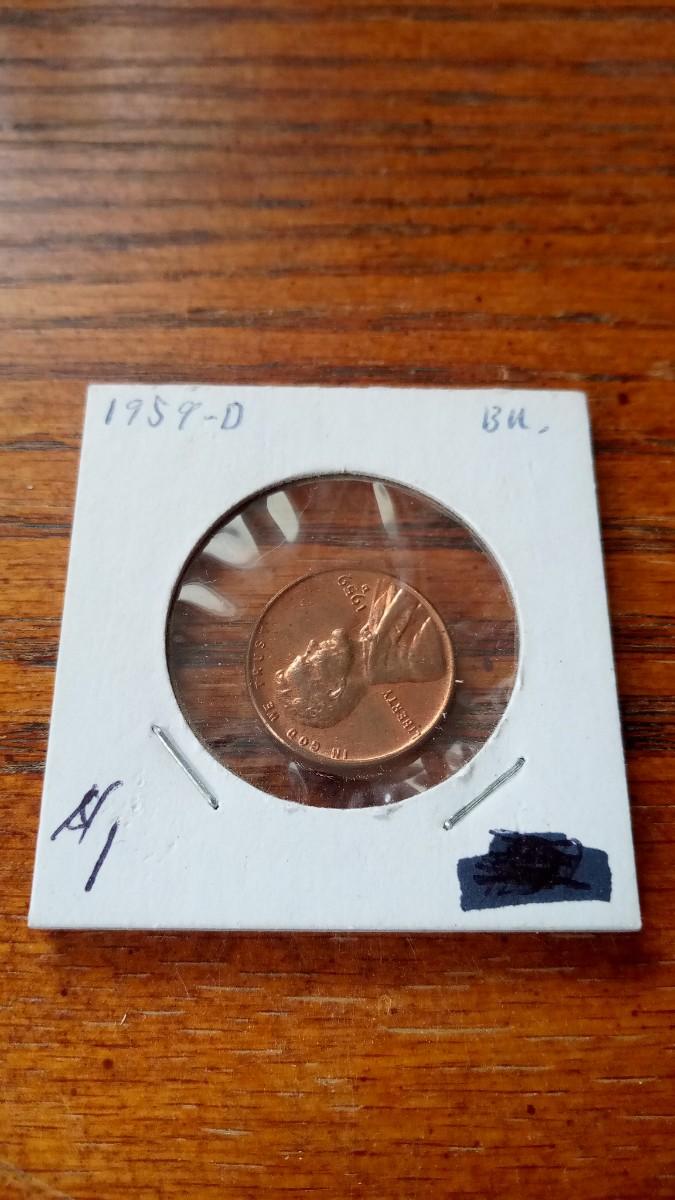 1959-D BU.
IN GOD WE TRUST
LIBERTY
1959
D
$1